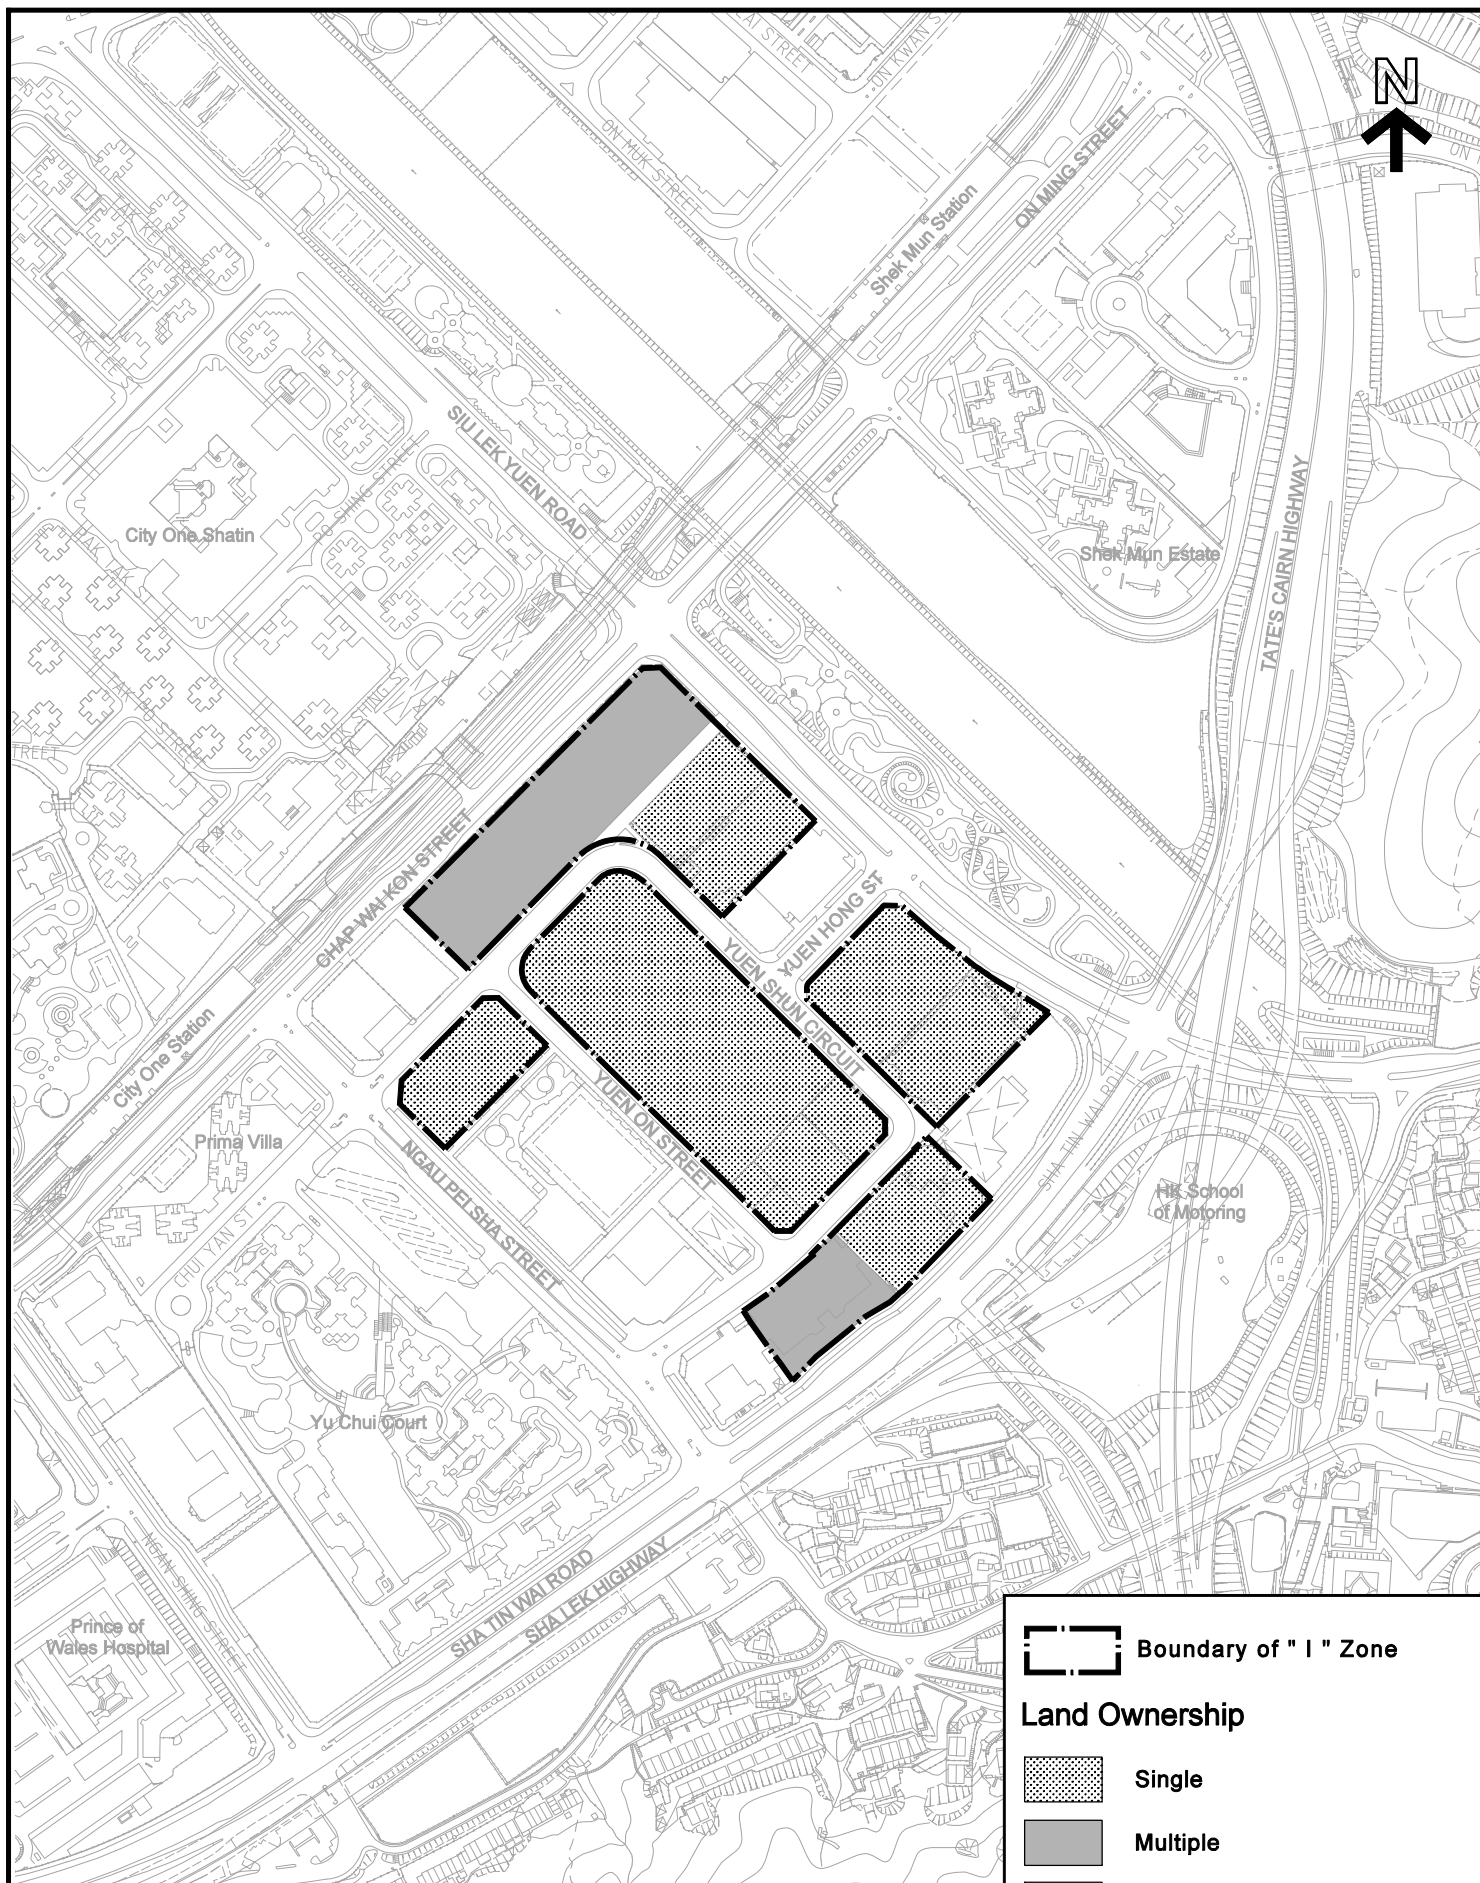 N
ON KWAN S
ON MUK STREET
ON MING STREET
Shek Mun Station
SIU LEK YUEN ROAD
City One Shatin
Shek Mun Estate
TATE'S CAIRN HIGHWAY
CHAP WAI KON STREET
YUEN HONG ST
YUEN SHUN CIRCUIT
City One Station
YUEN ON STREET
Prima Villa
NGAU PEI SHA STREET
SHA TIN WAI RD
HK School
of Motoring
CHUI YAN ST
Yu Chui Court
NGAN SHING STREET
SHA TIN WAI ROAD
SHA LEK HIGHWAY
Prince of
Wales Hospital
Boundary of " I " Zone
Land Ownership
Single
Multiple